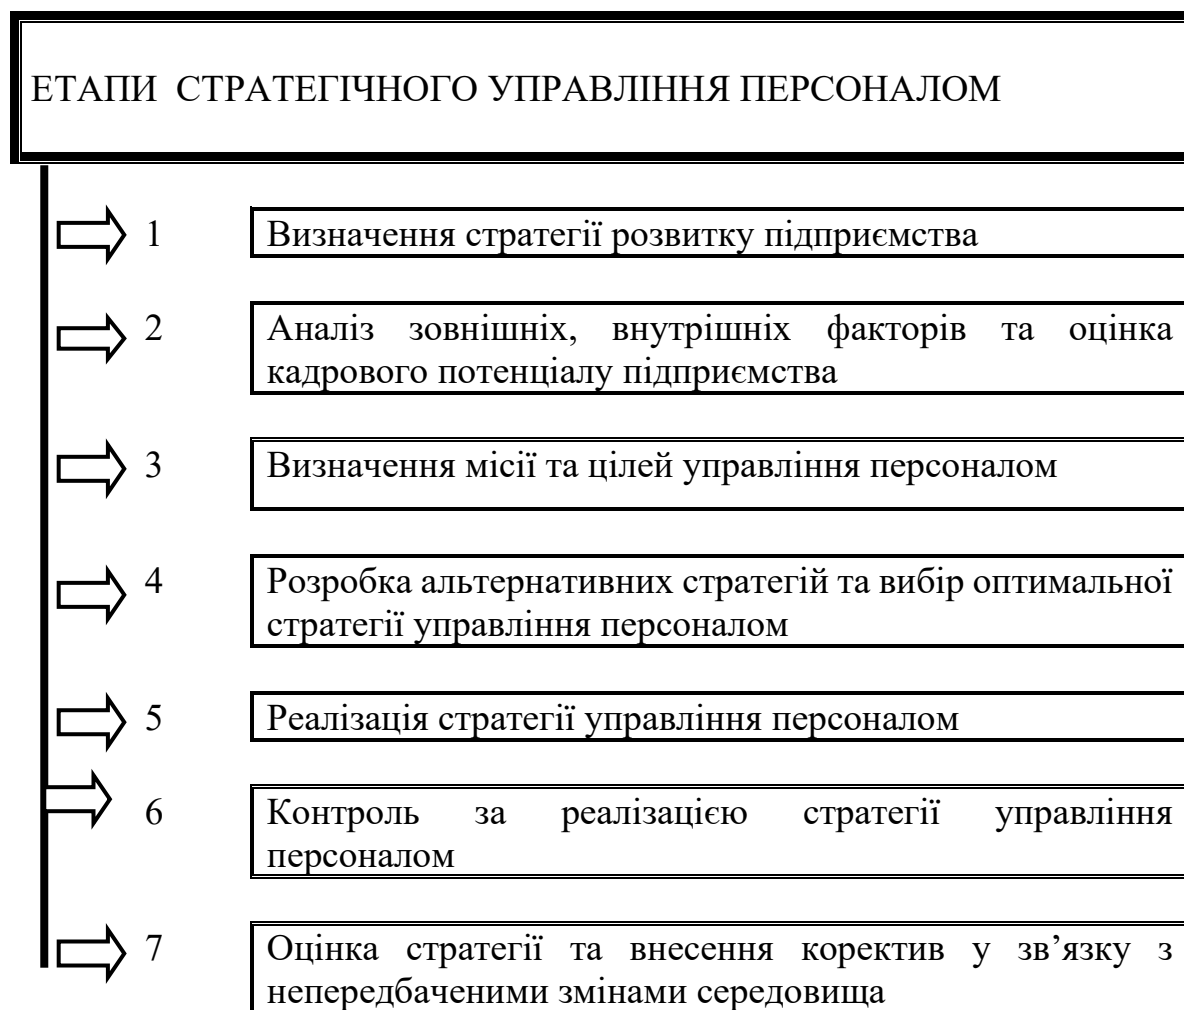 ЕТАПИ СТРАТЕГІЧНОГО УПРАВЛІННЯ ПЕРСОНАЛОМ
1 Визначення стратегії розвитку підприємства
2 Аналіз зовнішніх, внутрішніх факторів та оцінка
кадрового потенціалу підприємства
3 Визначення місії та цілей управління персоналом
4 Розробка альтернативних стратегій та вибір оптимальної
стратегії управління персоналом
5 Реалізація стратегії управління персоналом
6 Контроль за реалізацією стратегії управління
персоналом
7 Оцінка стратегії та внесення коректив у зв’язку з
непередбаченими змінами середовища